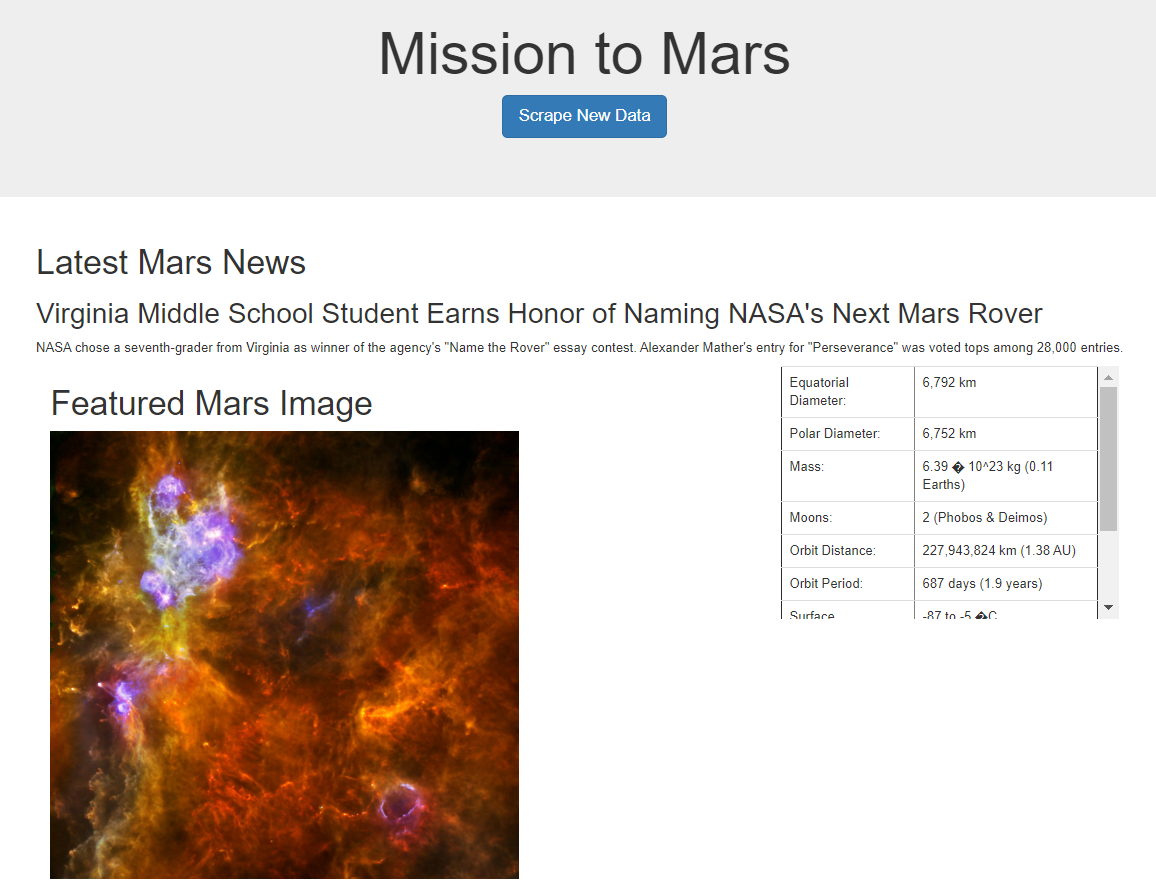 Mission to Mars
Scrape New Data
Latest Mars News
Virginia Middle School Student Earns Honor of Naming NASA's Next Mars Rover
NASA chose a seventh-grader from Virginia as winner of the agency's "Name the Rover" essay contest. Alexander Mather's entry for "Perseverance" was voted tops among 28,000 entries.
Featured Mars Image
Equatorial Diameter: 6,792 km
Polar Diameter: 6,752 km
Mass: 6.39 � 10^23 kg (0.11 Earths)
Moons: 2 (Phobos & Deimos)
Orbit Distance: 227,943,824 km (1.38 AU)
Orbit Period: 687 days (1.9 years)
Surface -87 to -5 �C